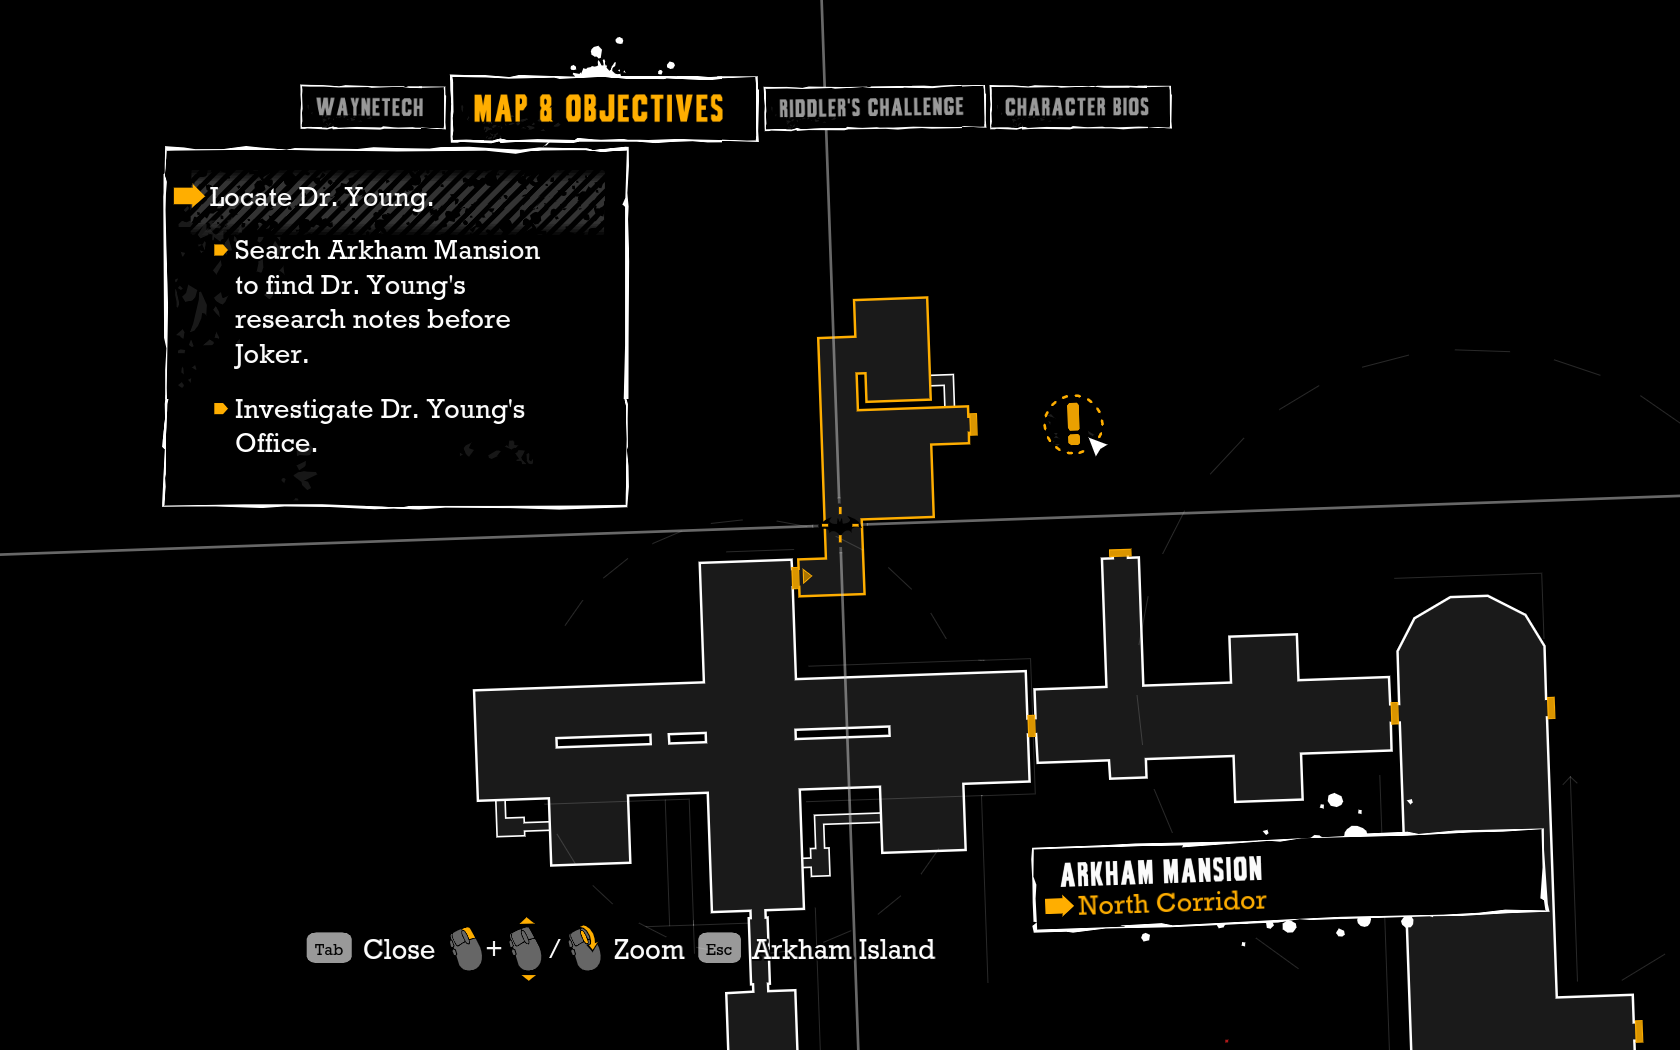 WAYNETECH
MAP & OBJECTIVES
RIDDLER'S CHALLENGE
CHARACTER BIOS
Locate Dr. Young.
Search Arkham Mansion
to find Dr. Young's
research notes before
Joker.
Investigate Dr. Young's
Office.
!
ARKHAM MANSION
North Corridor
Tab Close + / Zoom Esc Arkham Island